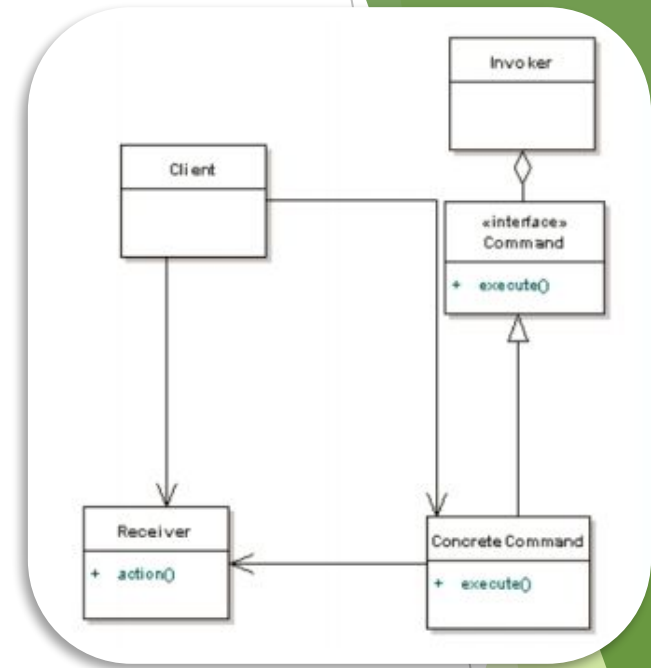 Invoker
Client
«interface»
Command
+ execute()
Receiver
+ action()
Concrete Command
+ execute()